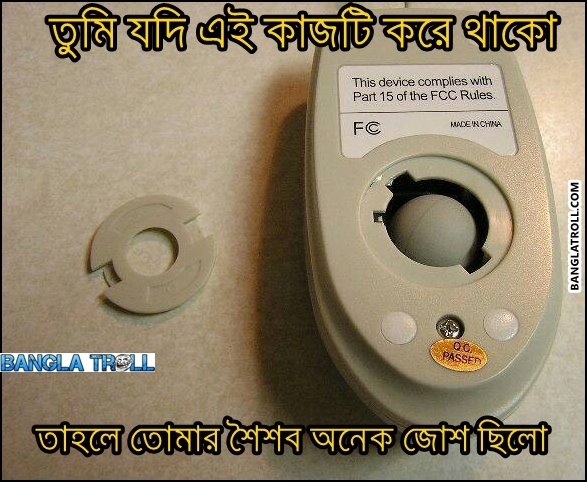 তুমি যদি এই কাজটি করে থাকো
This device complies with
Part 15 of the FCC Rules.
FC
MADE IN CHINA
BANGLATROLL.COM
Q.C.
PASSED
BANGLA TROLL
তাহলে তোমার শৈশব অনেক জোশ ছিলো